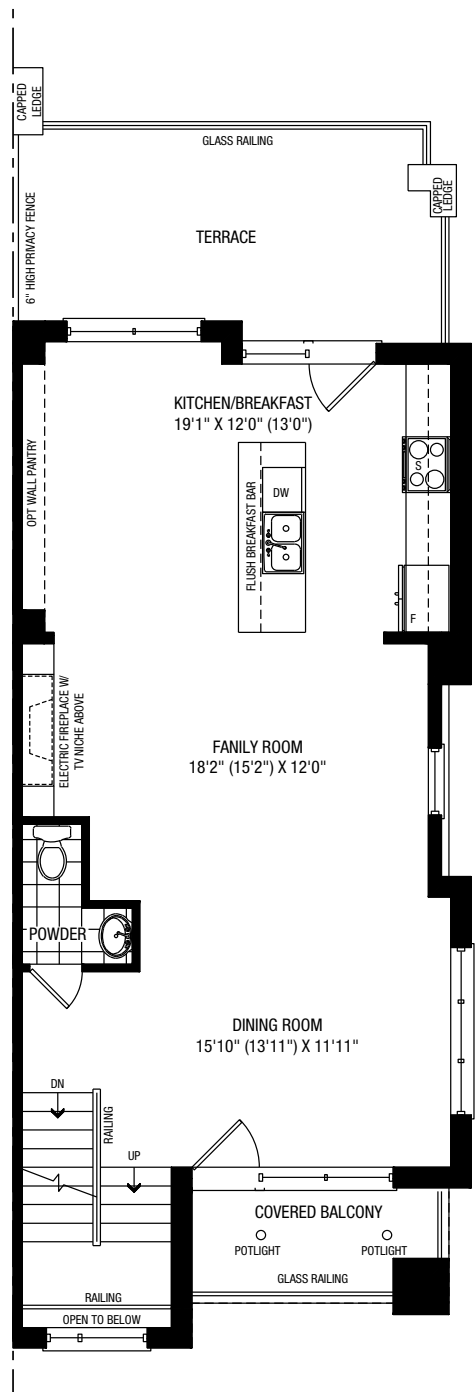 CAPPED
LEDGE
GLASS RAILING
CAPPED
LEDGE
6" HIGH PRIVACY FENCE
TERRACE
KITCHEN/BREAKFAST
19'1" X 12'0" (13'0")
OPT WALL PANTRY
FLUSH BREAKFAST BAR
DW
S
F
ELECTRIC FIREPLACE W/
TV NICHE ABOVE
FANILY ROOM
18'2" (15'2") X 12'0"
POWDER
DINING ROOM
15'10" (13'11") X 11'11"
DN
RAILING
UP
COVERED BALCONY
POTLIGHT
POTLIGHT
GLASS RAILING
RAILING
OPEN TO BELOW